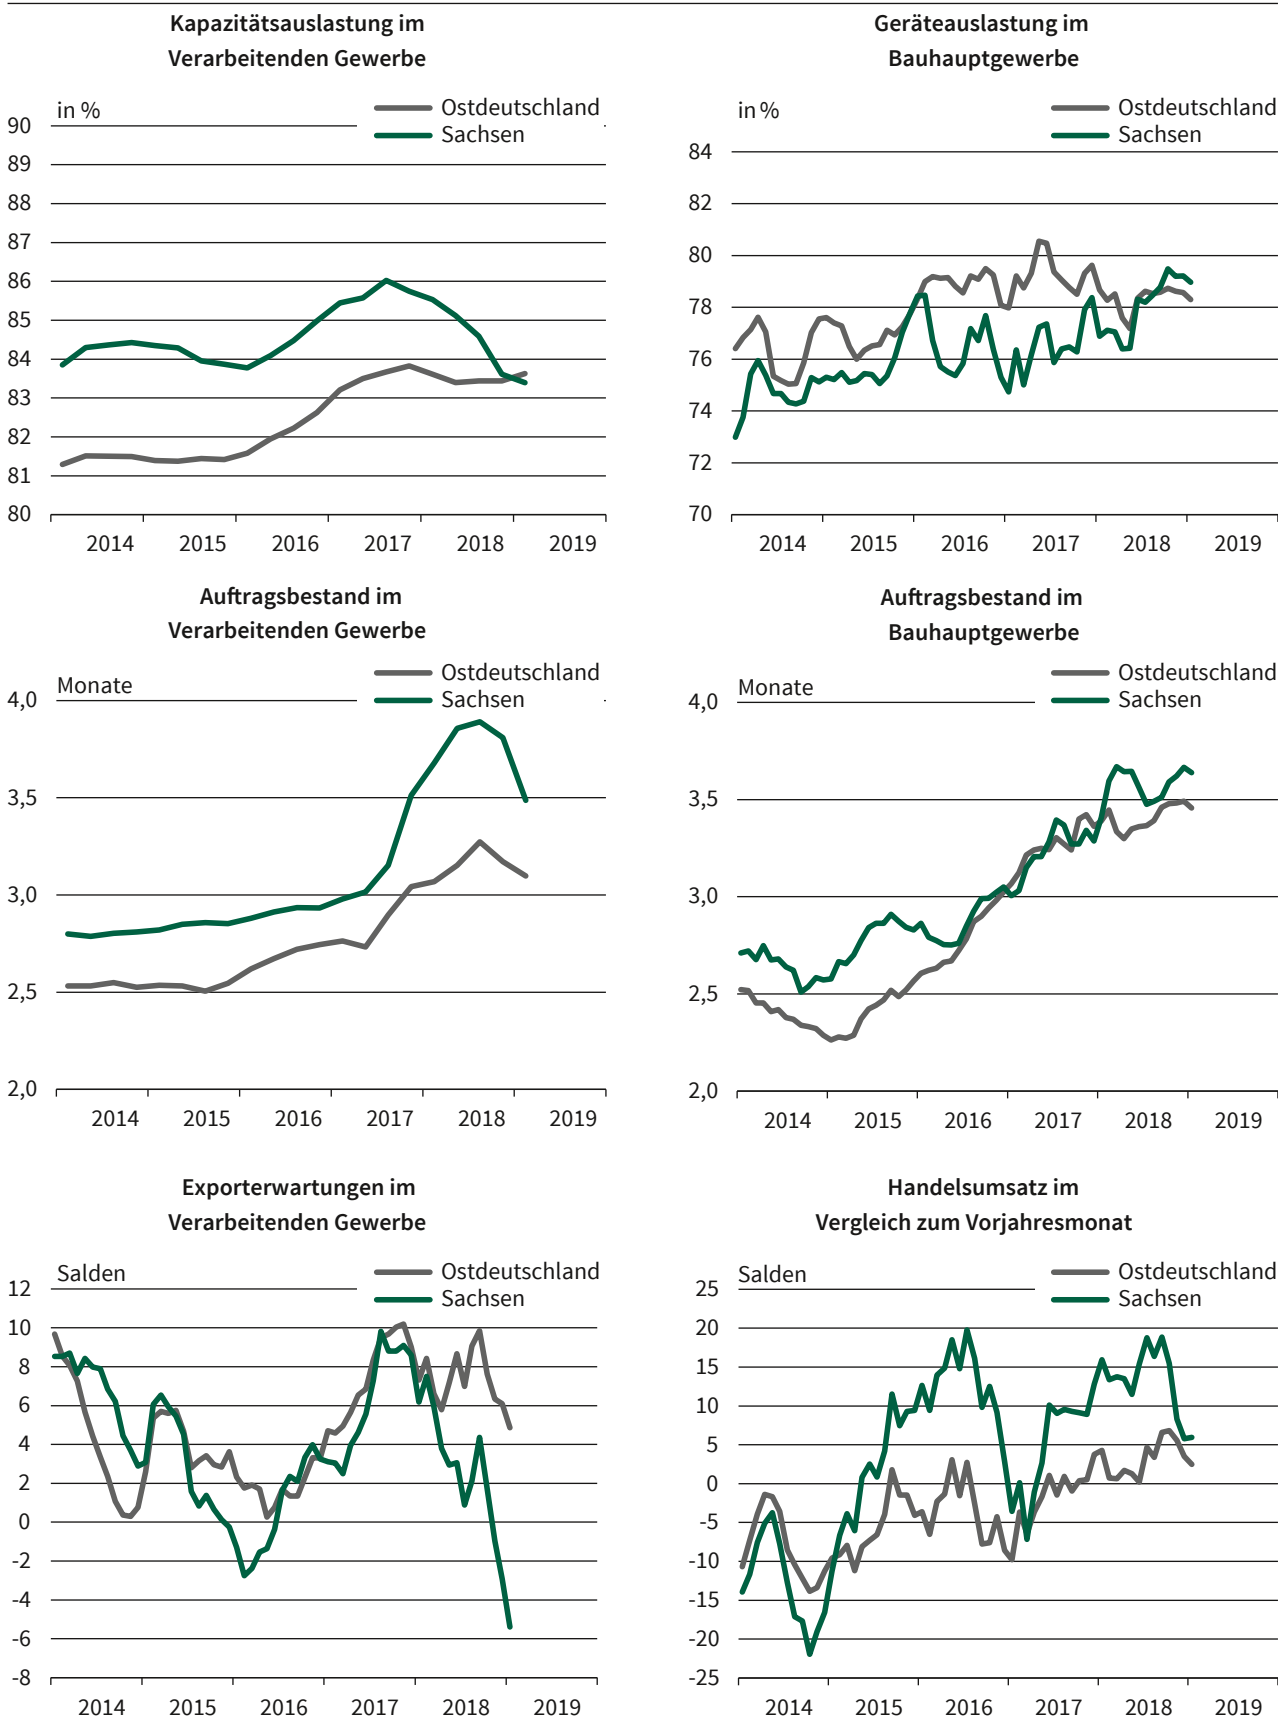 Kapazitätsauslastung im
Verarbeitenden Gewerbe
in %
Ostdeutschland
Sachsen
90
89
88
87
86
85
84
83
82
81
80
2014 2015 2016 2017 2018 2019
Geräteauslastung im
Bauhauptgewerbe
in %
Ostdeutschland
Sachsen
84
82
80
78
76
74
72
70
2014 2015 2016 2017 2018 2019
Auftragsbestand im
Verarbeitenden Gewerbe
Monate
Ostdeutschland
Sachsen
4,0
3,5
3,0
2,5
2,0
2014 2015 2016 2017 2018 2019
Auftragsbestand im
Bauhauptgewerbe
Monate
Ostdeutschland
Sachsen
4,0
3,5
3,0
2,5
2,0
2014 2015 2016 2017 2018 2019
Exporterwartungen im
Verarbeitenden Gewerbe
Salden
Ostdeutschland
Sachsen
12
10
8
6
4
2
0
-2
-4
-6
-8
2014 2015 2016 2017 2018 2019
Handelsumsatz im
Vergleich zum Vorjahresmonat
Salden
Ostdeutschland
Sachsen
25
20
15
10
5
0
-5
-10
-15
-20
-25
2014 2015 2016 2017 2018 2019